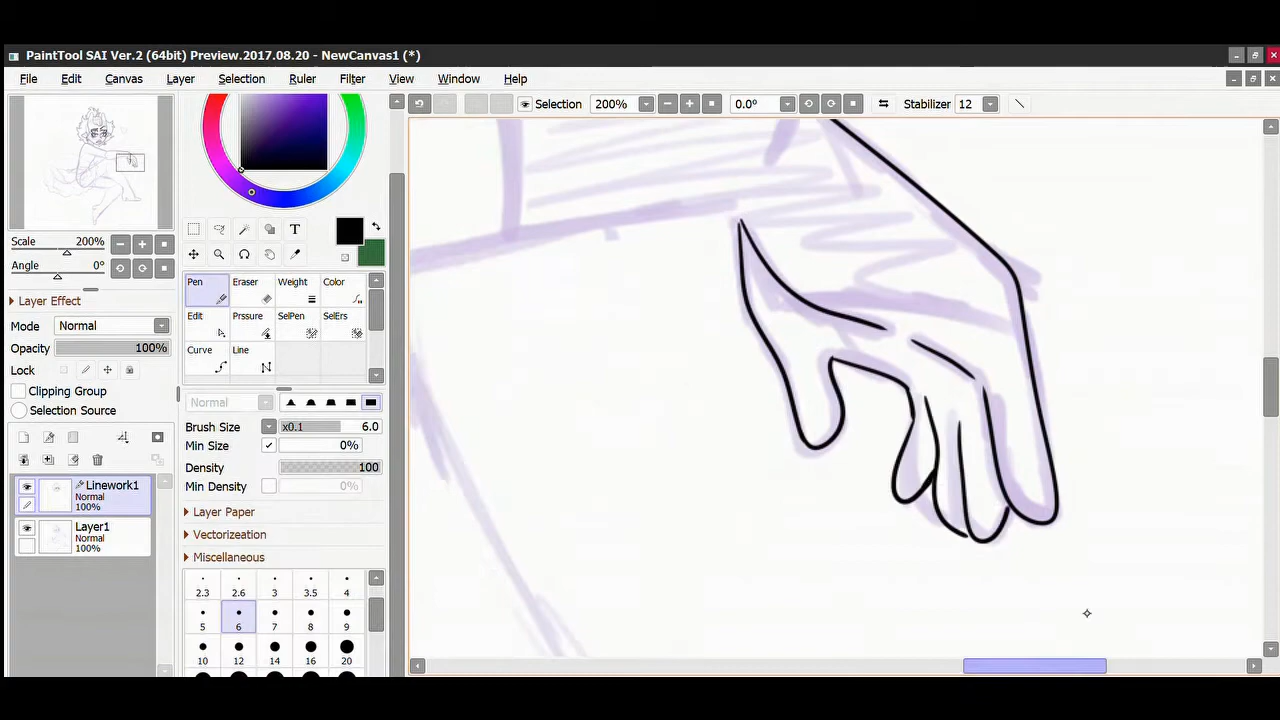 PaintTool SAI Ver.2 (64bit) Preview.2017.08.20 - NewCanvas1 (*)
File Edit Canvas Layer Selection Ruler Filter View Window Help
Selection 200% 0.0º Stabilizer 12
Scale 200%
Angle 0º
Layer Effect
Mode Normal
Opacity 100%
Lock
Clipping Group
Selection Source
Linework1
Normal
100%
Layer1
Normal
100%
T
Pen Eraser Weight Color
Edit Prssure SelPen SelErs
Curve Line
Normal
Brush Size x0.1 6.0
Min Size 0%
Density 100
Min Density 0%
Layer Paper
Vectorization
Miscellaneous
2.3 2.6 3 3.5 4
5 6 7 8 9
10 12 14 16 20